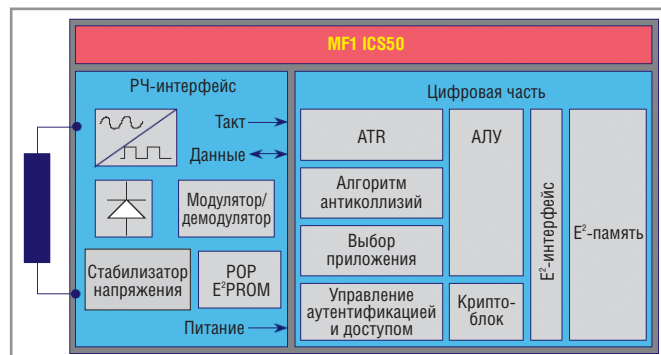 MF1 ICS50
РЧ-интерфейс
Такт
Данные
Модулятор/
демодулятор
Стабилизатор
напряжения
POP
E²PROM
Питание
Цифровая часть
ATR
АЛУ
Алгоритм
антиколлизий
Выбор
приложения
Управление
аутентификацией
и доступом
Крипто-
блок
E²-интерфейс
E²-память